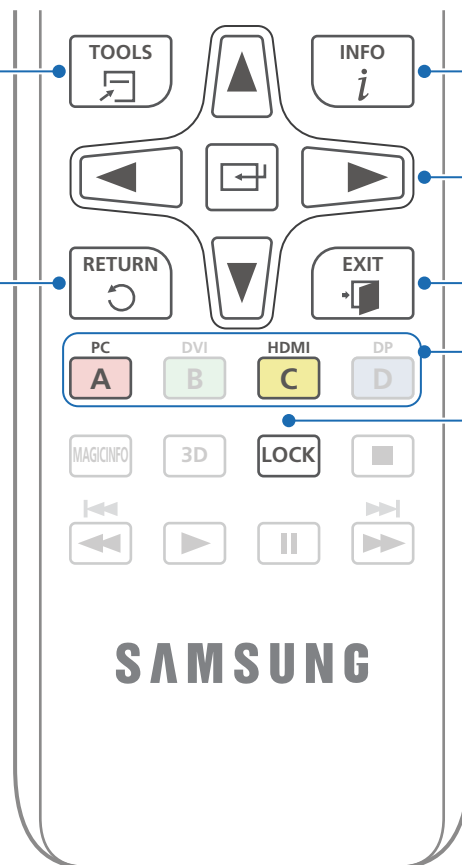 TOOLS INFO
i
RETURN EXIT
PC DVI HDMI DP
A B C D
MAGICINFO 3D LOCK
SAMSUNG